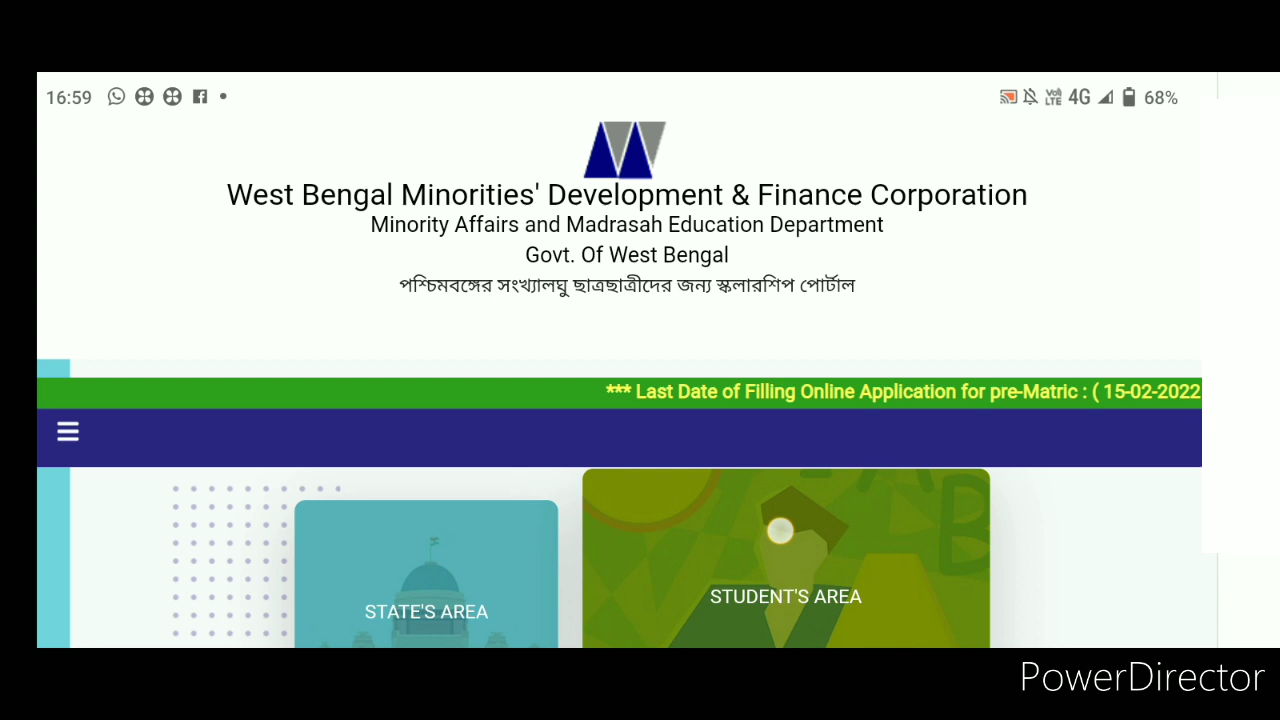 16:59
Vo) LTE 4G 68%
West Bengal Minorities' Development & Finance Corporation
Minority Affairs and Madrasah Education Department
Govt. Of West Bengal
পশ্চিমবঙ্গের সংখ্যালঘু ছাত্রছাত্রীদের জন্য স্কলারশিপ পোর্টাল
*** Last Date of Filling Online Application for pre-Matric : ( 15-02-2022
STATE'S AREA
STUDENT'S AREA
PowerDirector